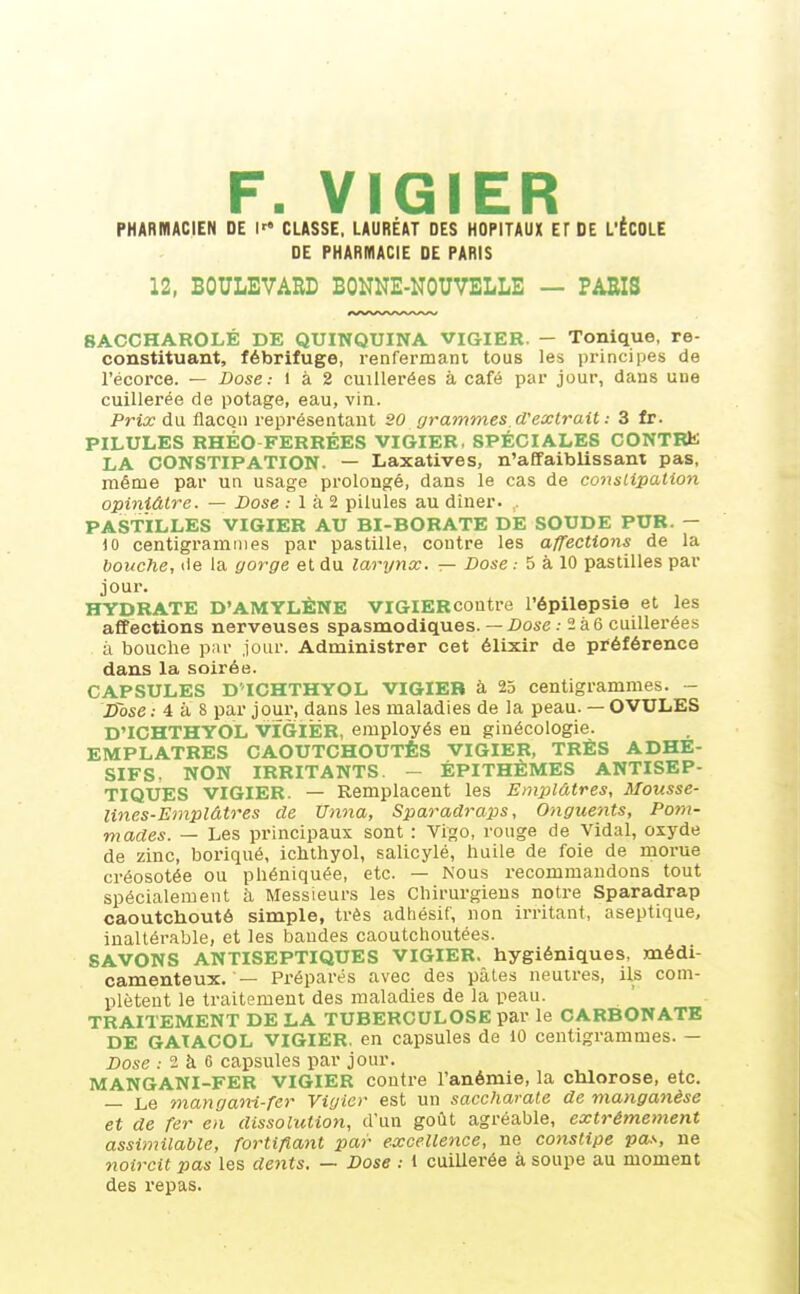 F. VIGIER
PHARMACIEN DE Ire CLASSE, LAURÉAT DES HOPITAUX ET DE L'ÉCOLE
DE PHARMACIE DE PARIS
12, BOULEVARD BONNE-NOUVELLE — PARIS
SACCHAROLÉ DE QUINQUINA VIGIER. — Tonique, re-
constituant, fébrifuge, renfermant tous les principes de
l'écorce. — Dose : 1 à 2 cuillerées à café par jour, dans une
cuillerée de potage, eau, vin.
Prix du flacon représentant 20 grammes d'extrait : 3 fr.
PILULES RHÉO-FERRÉES VIGIER, SPÉCIALES CONTRE
LA CONSTIPATION. — Laxatives, n'affaiblissant pas,
même par un usage prolongé, dans le cas de constipation
opiniâtre. — Dose : 1 à 2 pilules au dîner.
PASTILLES VIGIER AU BI-BORATE DE SOUDE PUR. —
10 centigrammes par pastille, contre les affections de la
bouche, de la gorge et du larynx. — Dose : 5 à 10 pastilles par
jour.
HYDRATE D'AMYLÈNE VIGIER contre l'épilepsie et les
affections nerveuses spasmodiques. — Dose : 2 à 6 cuillerées
à bouche par jour. Administrer cet élixir de préférence
dans la soirée.
CAPSULES D'ICHTHYOL VIGIER à 25 centigrammes. —
Dose : 4 à 8 par jour, dans les maladies de la peau. — OVULES
D'ICHTHYOL VIGIER, employés en ginécologie.
EMPLATRES CAOUTCHOUTÉS VIGIER, TRÈS ADHÉ-
SIFS, NON IRRITANTS. — ÉPITHÈMES ANTISEP-
TIQUES VIGIER. — Remplacent les Emplâtres, Mousse-
lines-Emplâtres de Unna, Sparadraps, Onguents, Pom-
mades. — Les principaux sont : Vigo, rouge de Vidal, oxyde
de zinc, boriqué, ichthyol, salicylé, huile de foie de morue
créosotée ou phéniquée, etc. — Nous recommandons tout
spécialement à Messieurs les Chirurgiens notre Sparadrap
caoutchouté simple, très adhésif, non irritant, aseptique,
inaltérable, et les bandes caoutchoutées.
SAVONS ANTISEPTIQUES VIGIER. hygiéniques, médi-
camenteux. — Préparés avec des pâtes neutres, ils com-
plètent le traitement des maladies de la peau.
TRAITEMENT DE LA TUBERCULOSE par le CARBONATE
DE GAIACOL VIGIER, en capsules de 10 centigrammes. —
Dose : 2 à 6 capsules par jour.
MANGANI-FER VIGIER contre l'anémie, la chlorose, etc.
— Le mangani-fer Vigier est un saccharate de manganèse
et de fer en dissolution, d'un goût agréable, extrêmement
assimilable, fortifiant par excellence, ne constipe pas, ne
noircit pas les dents. — Dose : 1 cuillerée à soupe au moment
des repas.